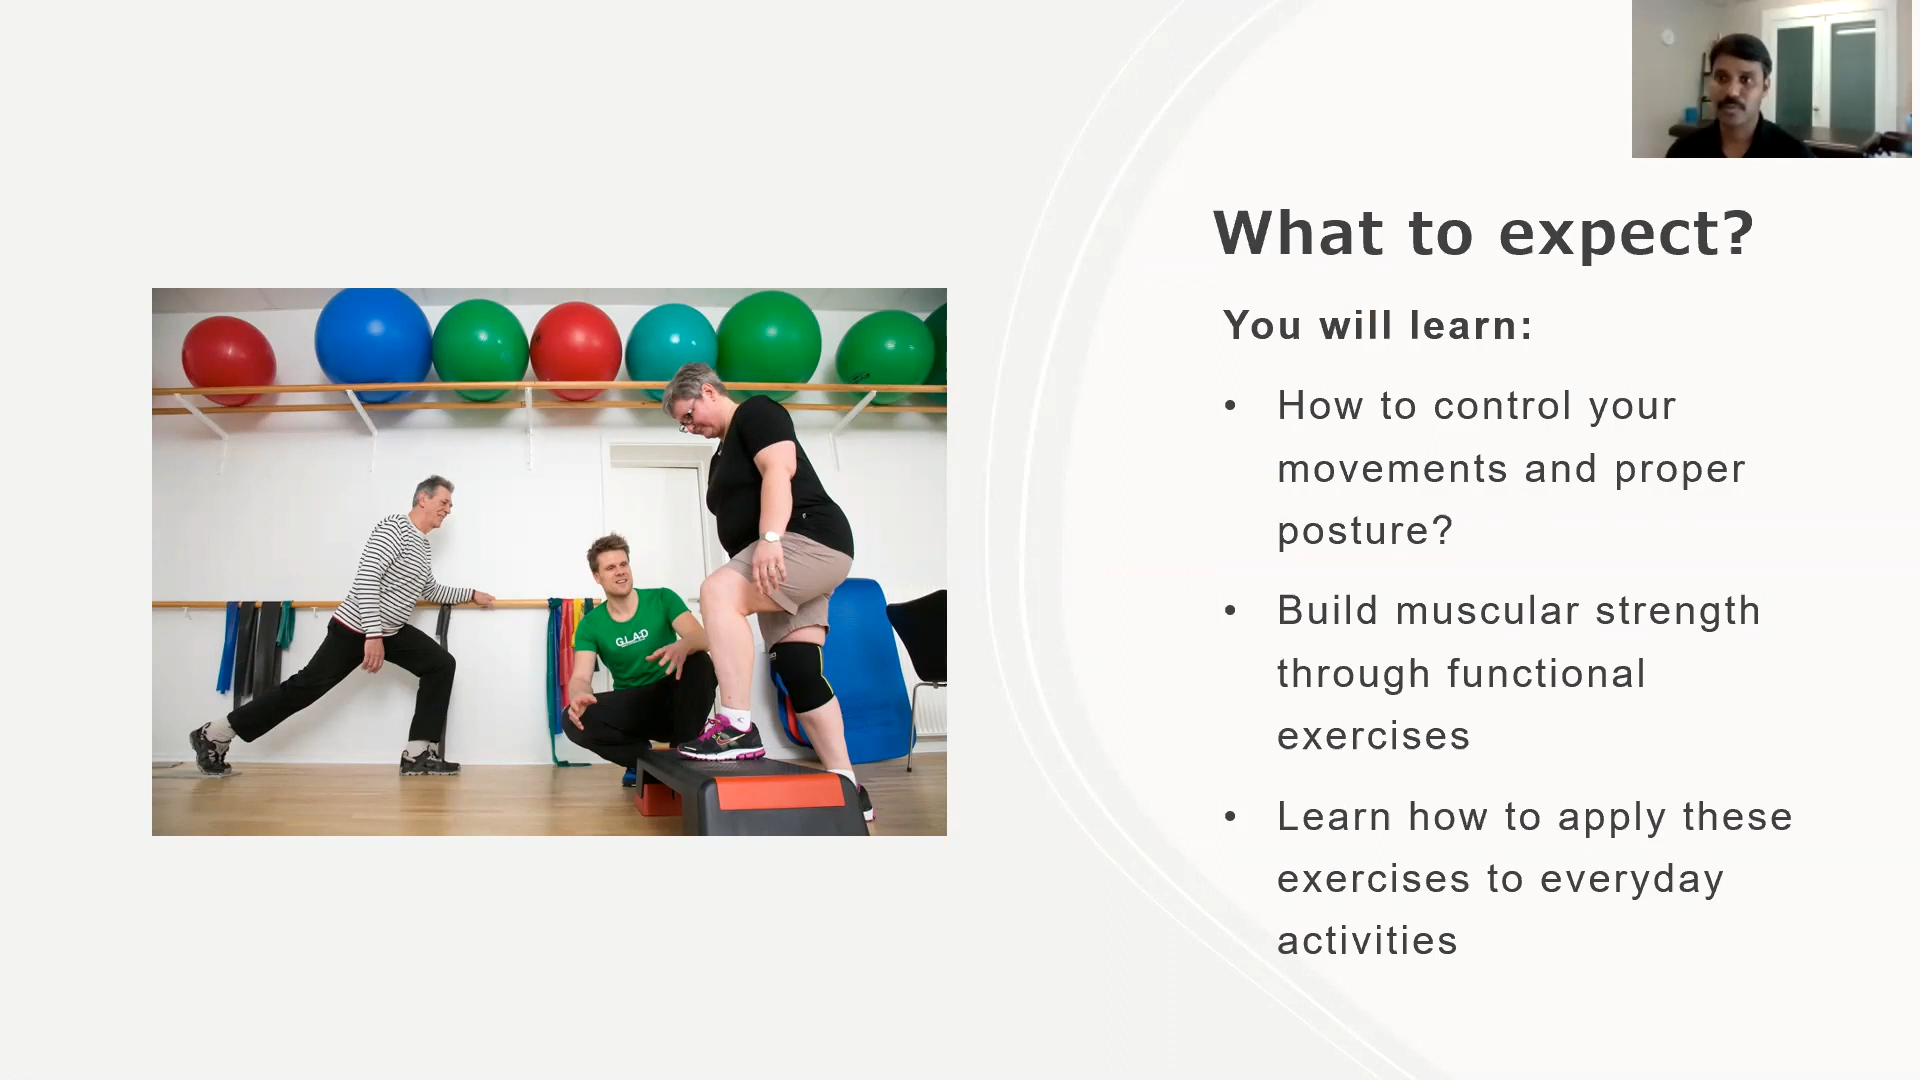 What to expect?
You will learn:
• How to control your
movements and proper
posture?
• Build muscular strength
through functional
exercises
• Learn how to apply these
exercises to everyday
activities
GLA:D